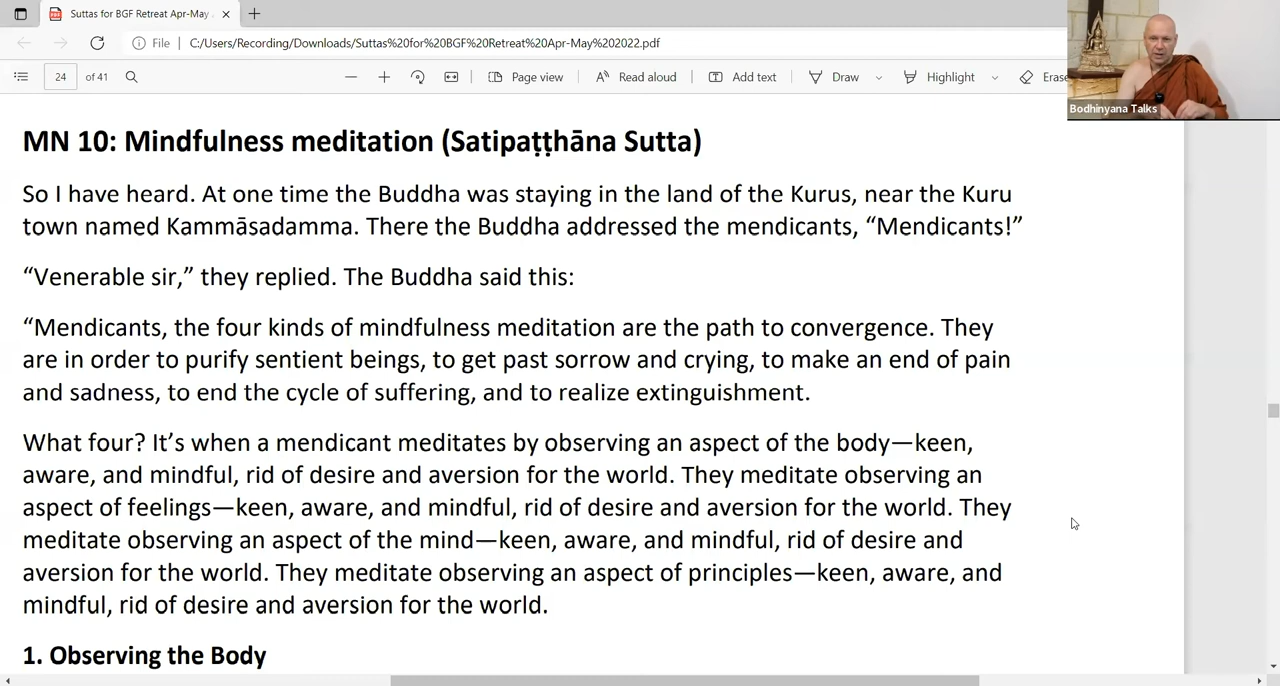 Suttas for BGF Retreat Apr-May
File
C:/Users/Recording/Downloads/Suttas%20for%20BGF%20Retreat%20Apr-May%202022.pdf
24 of 41
Page view
Read aloud
Add text
Draw
Highlight
Eras
Bodhinyana Talks
MN 10: Mindfulness meditation (Satipaṭṭhāna Sutta)
So I have heard. At one time the Buddha was staying in the land of the Kurus, near the Kuru
town named Kammāsadamma. There the Buddha addressed the mendicants, “Mendicants!”
“Venerable sir,” they replied. The Buddha said this:
“Mendicants, the four kinds of mindfulness meditation are the path to convergence. They
are in order to purify sentient beings, to get past sorrow and crying, to make an end of pain
and sadness, to end the cycle of suffering, and to realize extinguishment.
What four? It’s when a mendicant meditates by observing an aspect of the body—keen,
aware, and mindful, rid of desire and aversion for the world. They meditate observing an
aspect of feelings—keen, aware, and mindful, rid of desire and aversion for the world. They
meditate observing an aspect of the mind—keen, aware, and mindful, rid of desire and
aversion for the world. They meditate observing an aspect of principles—keen, aware, and
mindful, rid of desire and aversion for the world.
1. Observing the Body